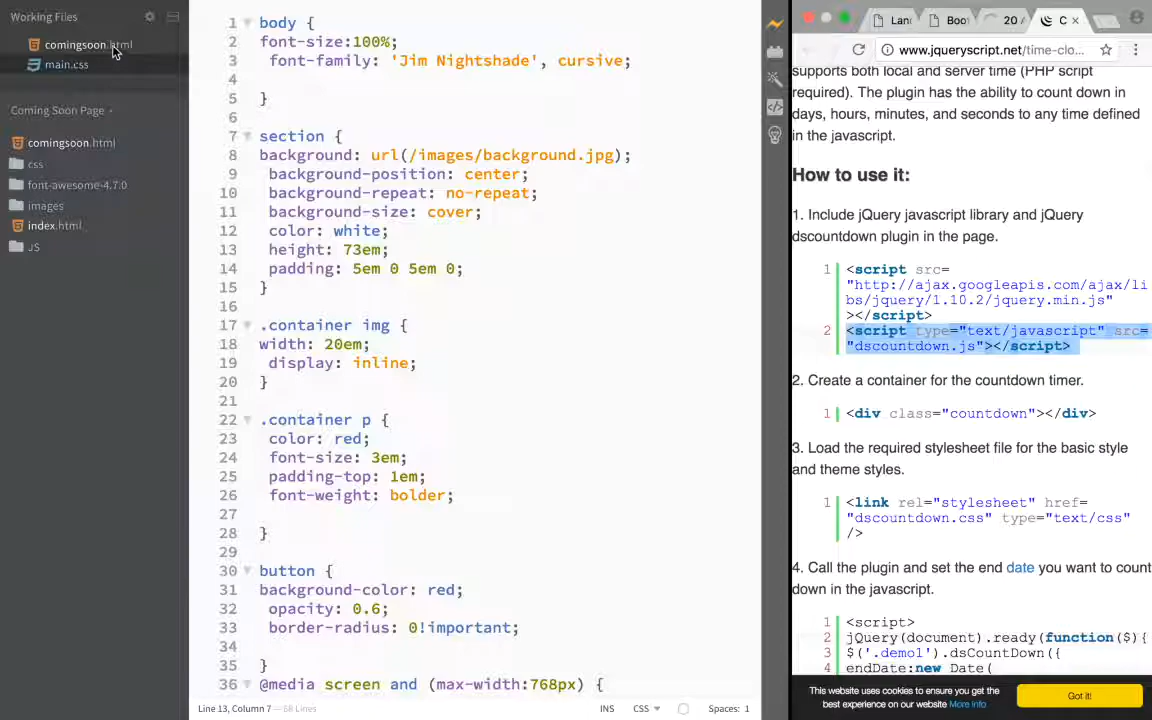 Working Files
comingsoon.html
main.css
Coming Soon Page
comingsoon.html
css
font-awesome-4.7.0
images
index.html
JS
1 body {
2 font-size:100%;
3 font-family: 'Jim Nightshade', cursive;
4
5 }
6
7 section {
8 background: url(/images/background.jpg);
9 background-position: center;
10 background-repeat: no-repeat;
11 background-size: cover;
12 color: white;
13 height: 73em;
14 padding: 5em 0 5em 0;
15 }
16
17 .container img {
18 width: 20em;
19 display: inline;
20 }
21
22 .container p {
23 color: red;
24 font-size: 3em;
25 padding-top: 1em;
26 font-weight: bolder;
27
28 }
29
30 button {
31 background-color: red;
32 opacity: 0.6;
33 border-radius: 0!important;
34
35 }
36 @media screen and (max-width:768px) {
Line 13, Column 7 — 68 Lines
INS CSS Spaces: 1
Lan Boo 20 C
www.jqueryscript.net/time-clo...
supports both local and server time (PHP script
required). The plugin has the ability to count down in
days, hours, minutes, and seconds to any time defined
in the javascript.
How to use it:
1. Include jQuery javascript library and jQuery
dscountdown plugin in the page.
1 <script src=
"http://ajax.googleapis.com/ajax/li
bs/jquery/1.10.2/jquery.min.js"
></script>
2 <script type="text/javascript" src=
"dscountdown.js"></script>
2. Create a container for the countdown timer.
1 <div class="countdown"></div>
3. Load the required stylesheet file for the basic style
and theme styles.
1 <link rel="stylesheet" href=
"dscountdown.css" type="text/css"
/>
4. Call the plugin and set the end date you want to count
down in the javascript.
1 <script>
2 jQuery(document).ready(function($){
3 $('.demo1').dsCountDown({
4 endDate:new Date(
This website uses cookies to ensure you get the
best experience on our website More info
Got it!